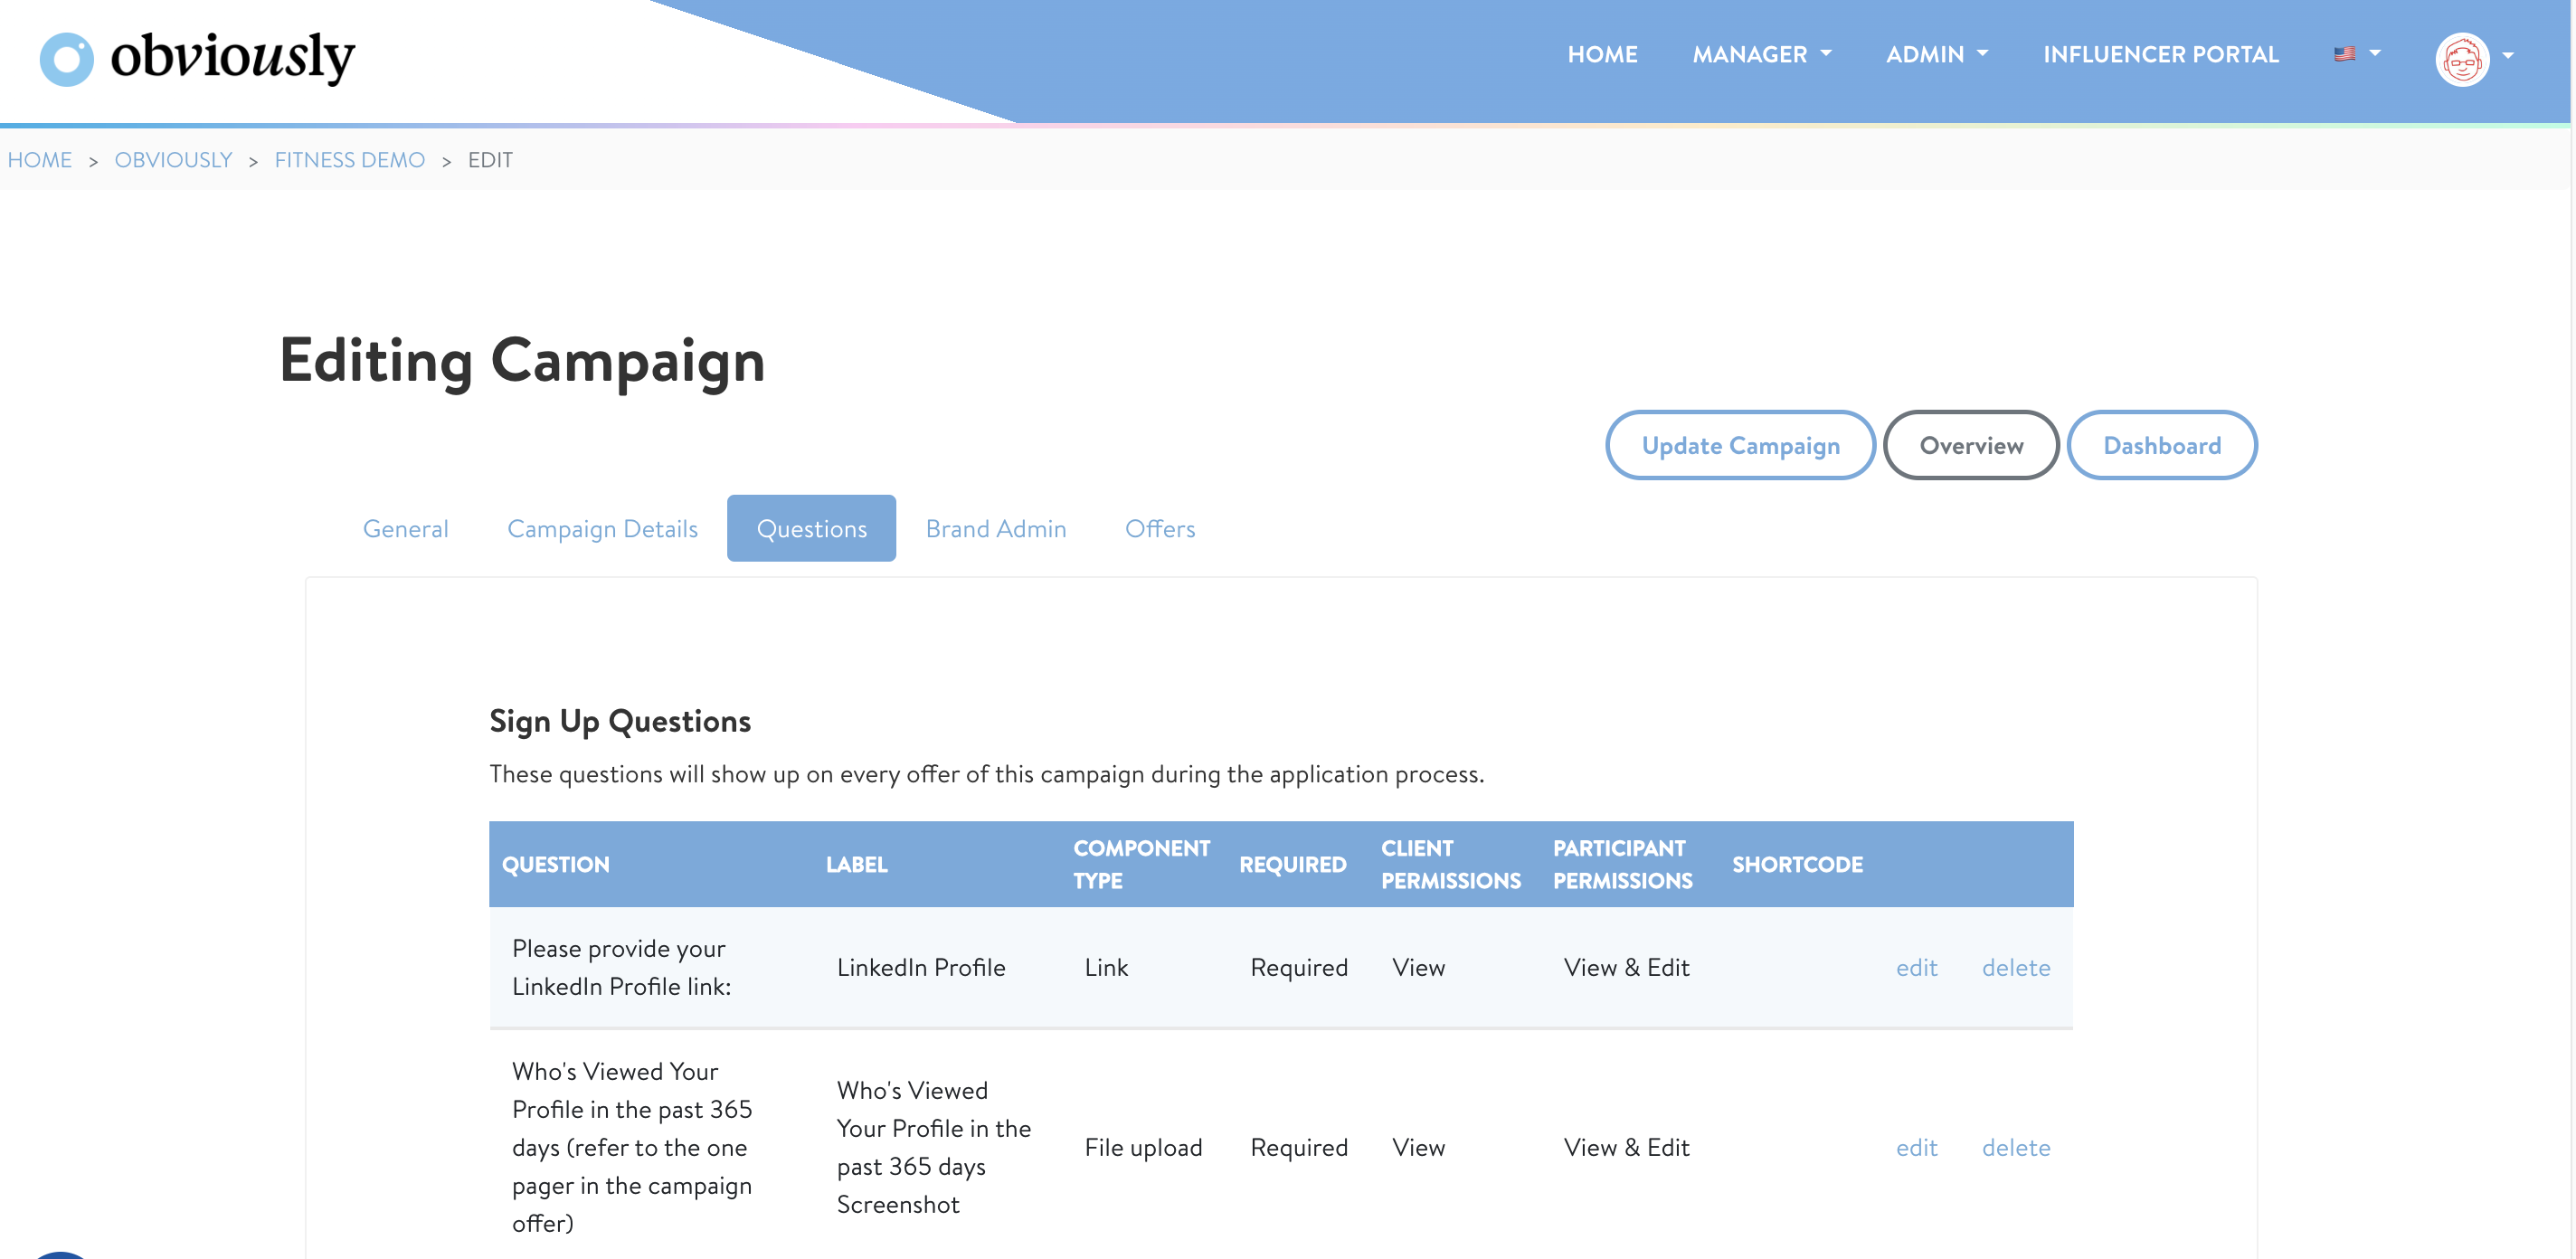 obviously
HOME MANAGER ADMIN INFLUENCER PORTAL
HOME > OBVIOUSLY > FITNESS DEMO > EDIT
Editing Campaign
Update Campaign Overview Dashboard
General Campaign Details Questions Brand Admin Offers
Sign Up Questions
These questions will show up on every offer of this campaign during the application process.
QUESTION LABEL COMPONENT TYPE REQUIRED CLIENT PERMISSIONS PARTICIPANT PERMISSIONS SHORTCODE
Please provide your
LinkedIn Profile link:
LinkedIn Profile Link Required View View & Edit edit delete
Who's Viewed Your
Profile in the past 365
days (refer to the one
pager in the campaign
offer)
Who's Viewed
Your Profile in the
past 365 days
Screenshot
File upload Required View View & Edit edit delete